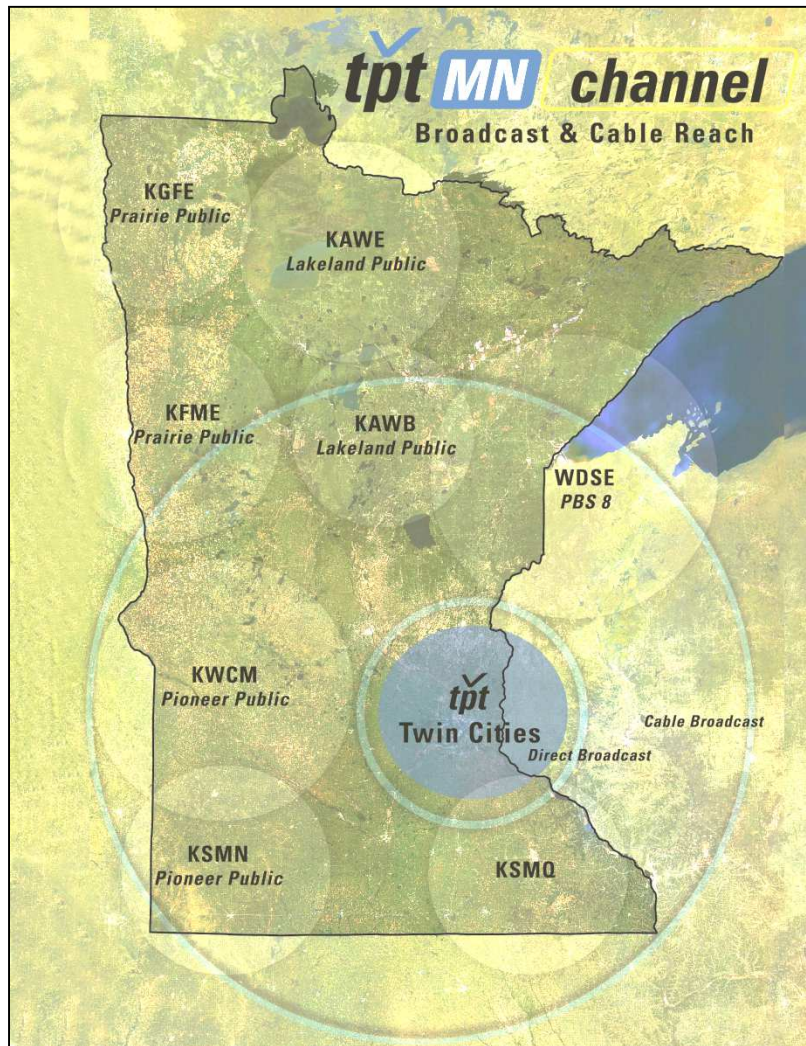 tpt MN channel
Broadcast & Cable Reach
KGFE
Prairie Public
KAWE
Lakeland Public
KFME
Prairie Public
KAWB
Lakeland Public
WDSE
PBS 8
KWCM
Pioneer Public
tpt
Twin Cities
Cable Broadcast
Direct Broadcast
KSMN
Pioneer Public
KSMQ